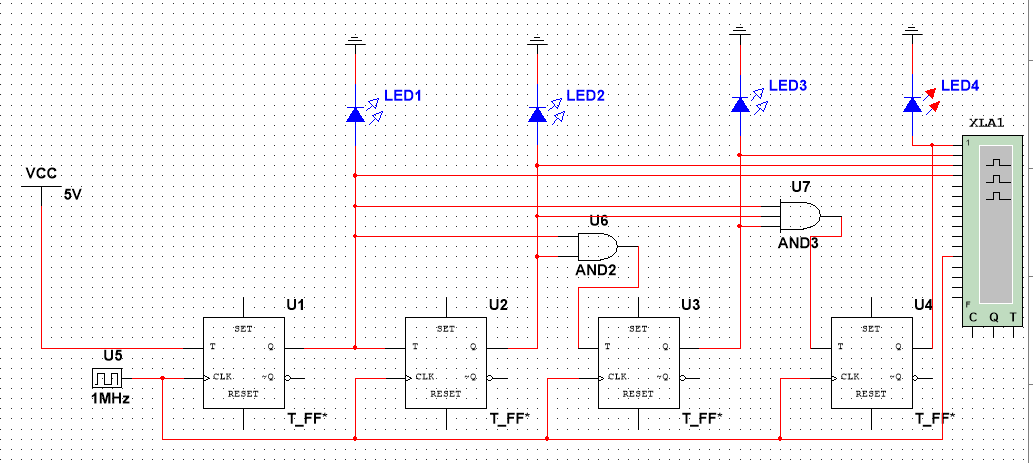 LED1
LED2
LED3
LED4
XLA1
1
VCC
5V
U7
U6
AND3
AND2
F
C Q T
U1
U2
U3
U4
SET
T Q
CLK ~Q
RESET
T_FF*
SET
T Q
CLK ~Q
RESET
T_FF*
SET
T Q
CLK ~Q
RESET
T_FF*
SET
T Q
CLK ~Q
RESET
T_FF*
U5
1MHz